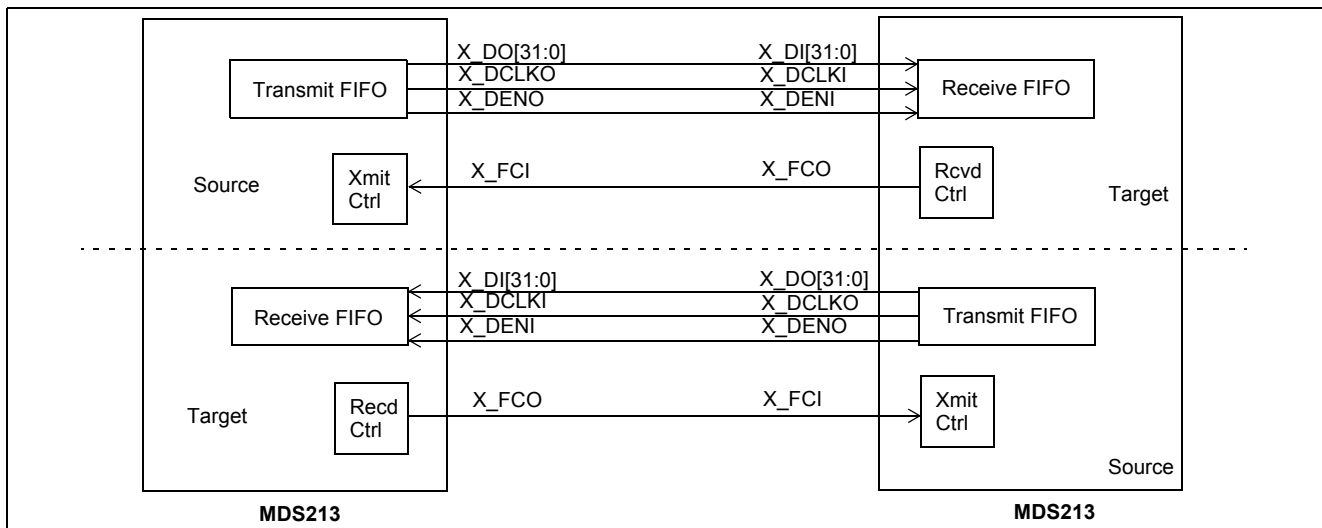 X_DO[31:0] X_DI[31:0]
X_DCLKO X_DCLKI
Transmit FIFO Receive FIFO
X_DENO X_DENI
X_FCI X_FCO
Source Xmit Rcvd Target
Ctrl Ctrl
X_DI[31:0] X_DO[31:0]
X_DCLKI X_DCLKO
Receive FIFO Transmit FIFO
X_DENI X_DENO
X_FCO X_FCI
Target Recd Xmit
Ctrl Ctrl
Source
MDS213 MDS213